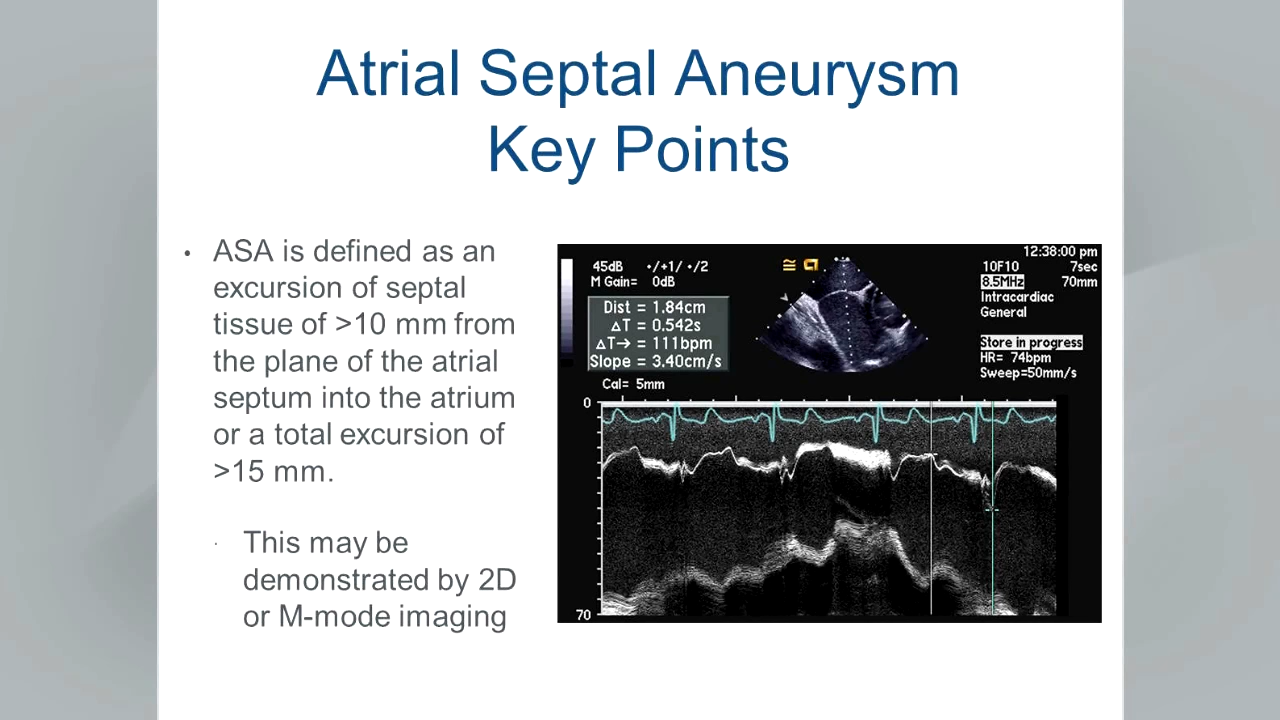 Atrial Septal Aneurysm
Key Points
• ASA is defined as an
excursion of septal
tissue of >10 mm from
the plane of the atrial
septum into the atrium
or a total excursion of
>15 mm.
· This may be
demonstrated by 2D
or M-mode imaging
12:38:00 pm
45dB ·/+1/ ·/2
M Gain= 0dB
10F10 7sec
8.5MHz 70mm
Intracardiac
General
Dist = 1.84cm
△T = 0.542s
△T→ = 111bpm
Slope = 3.40cm/s
Store in progress
HR= 74bpm
Sweep=50mm/s
Cal= 5mm
0
70